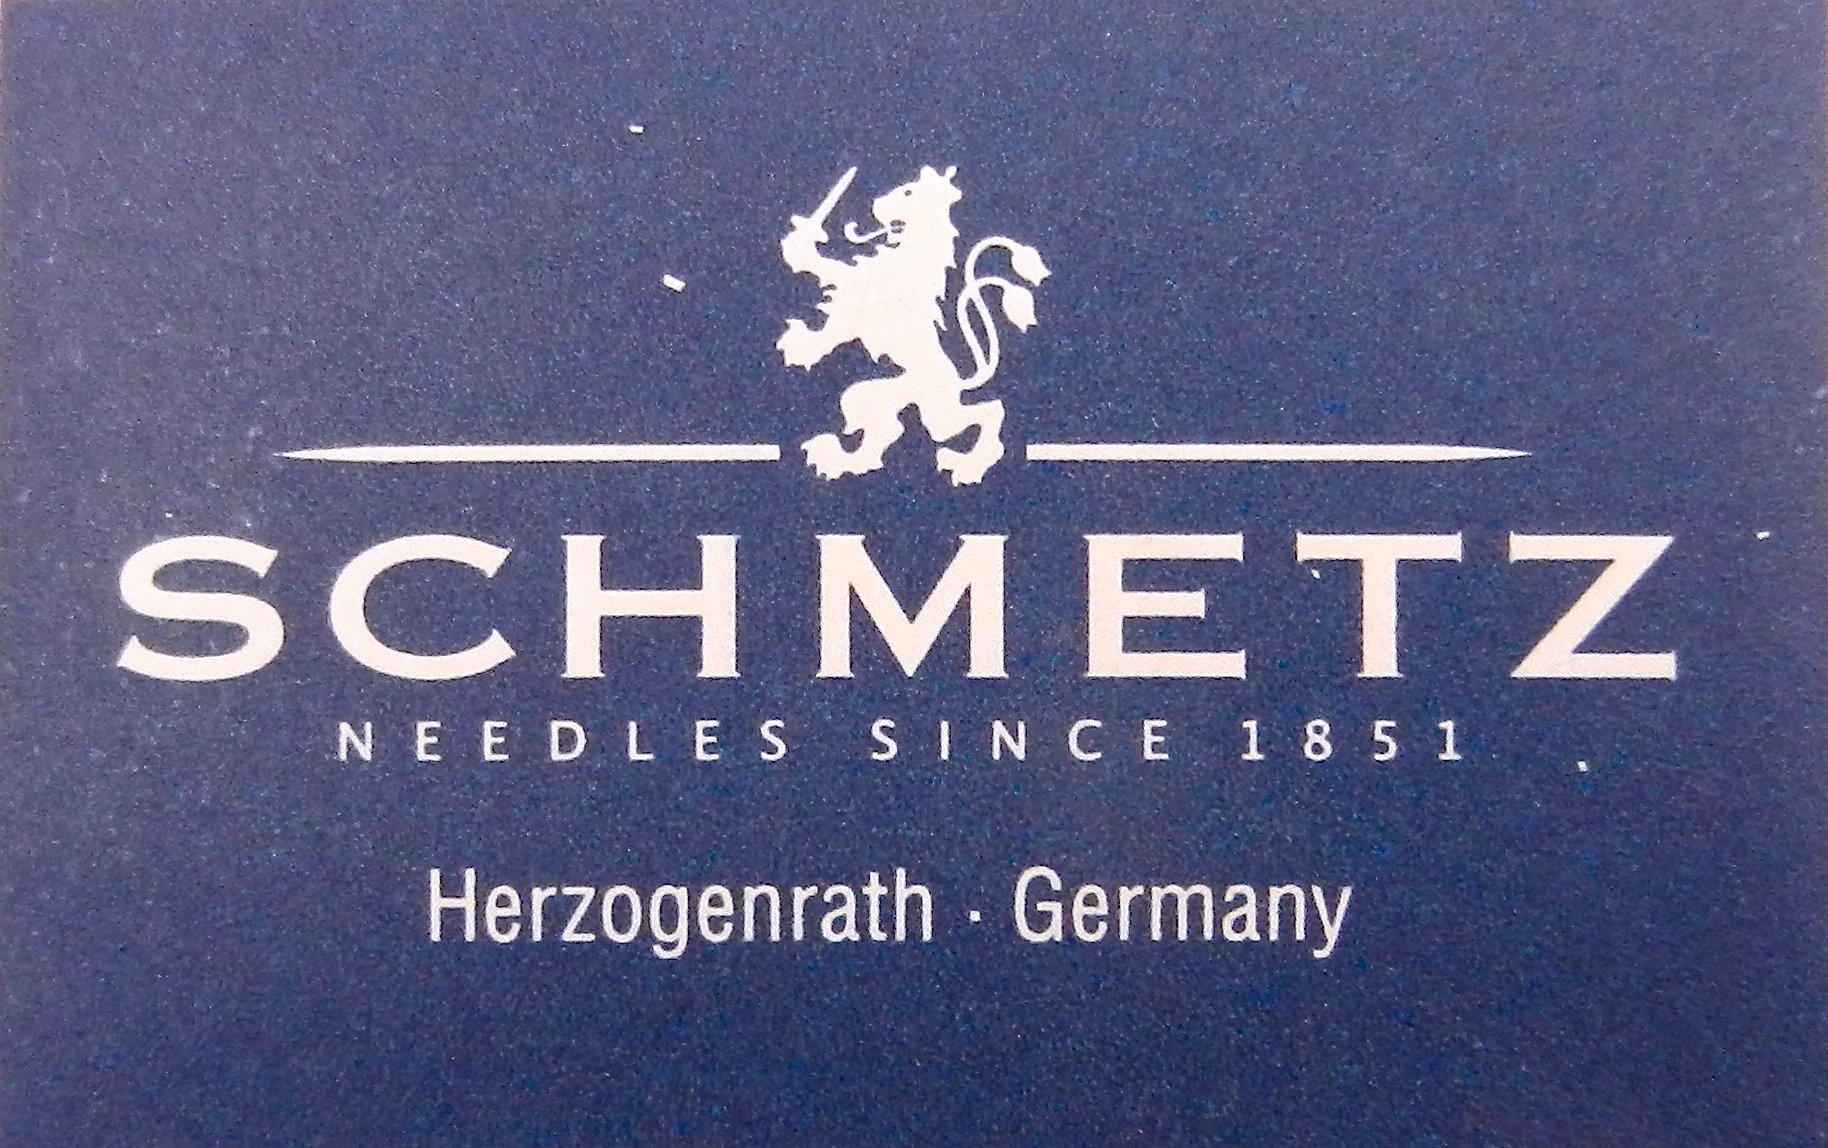 SCHMETZ
NEEDLES SINCE 1851
Herzogenrath · Germany